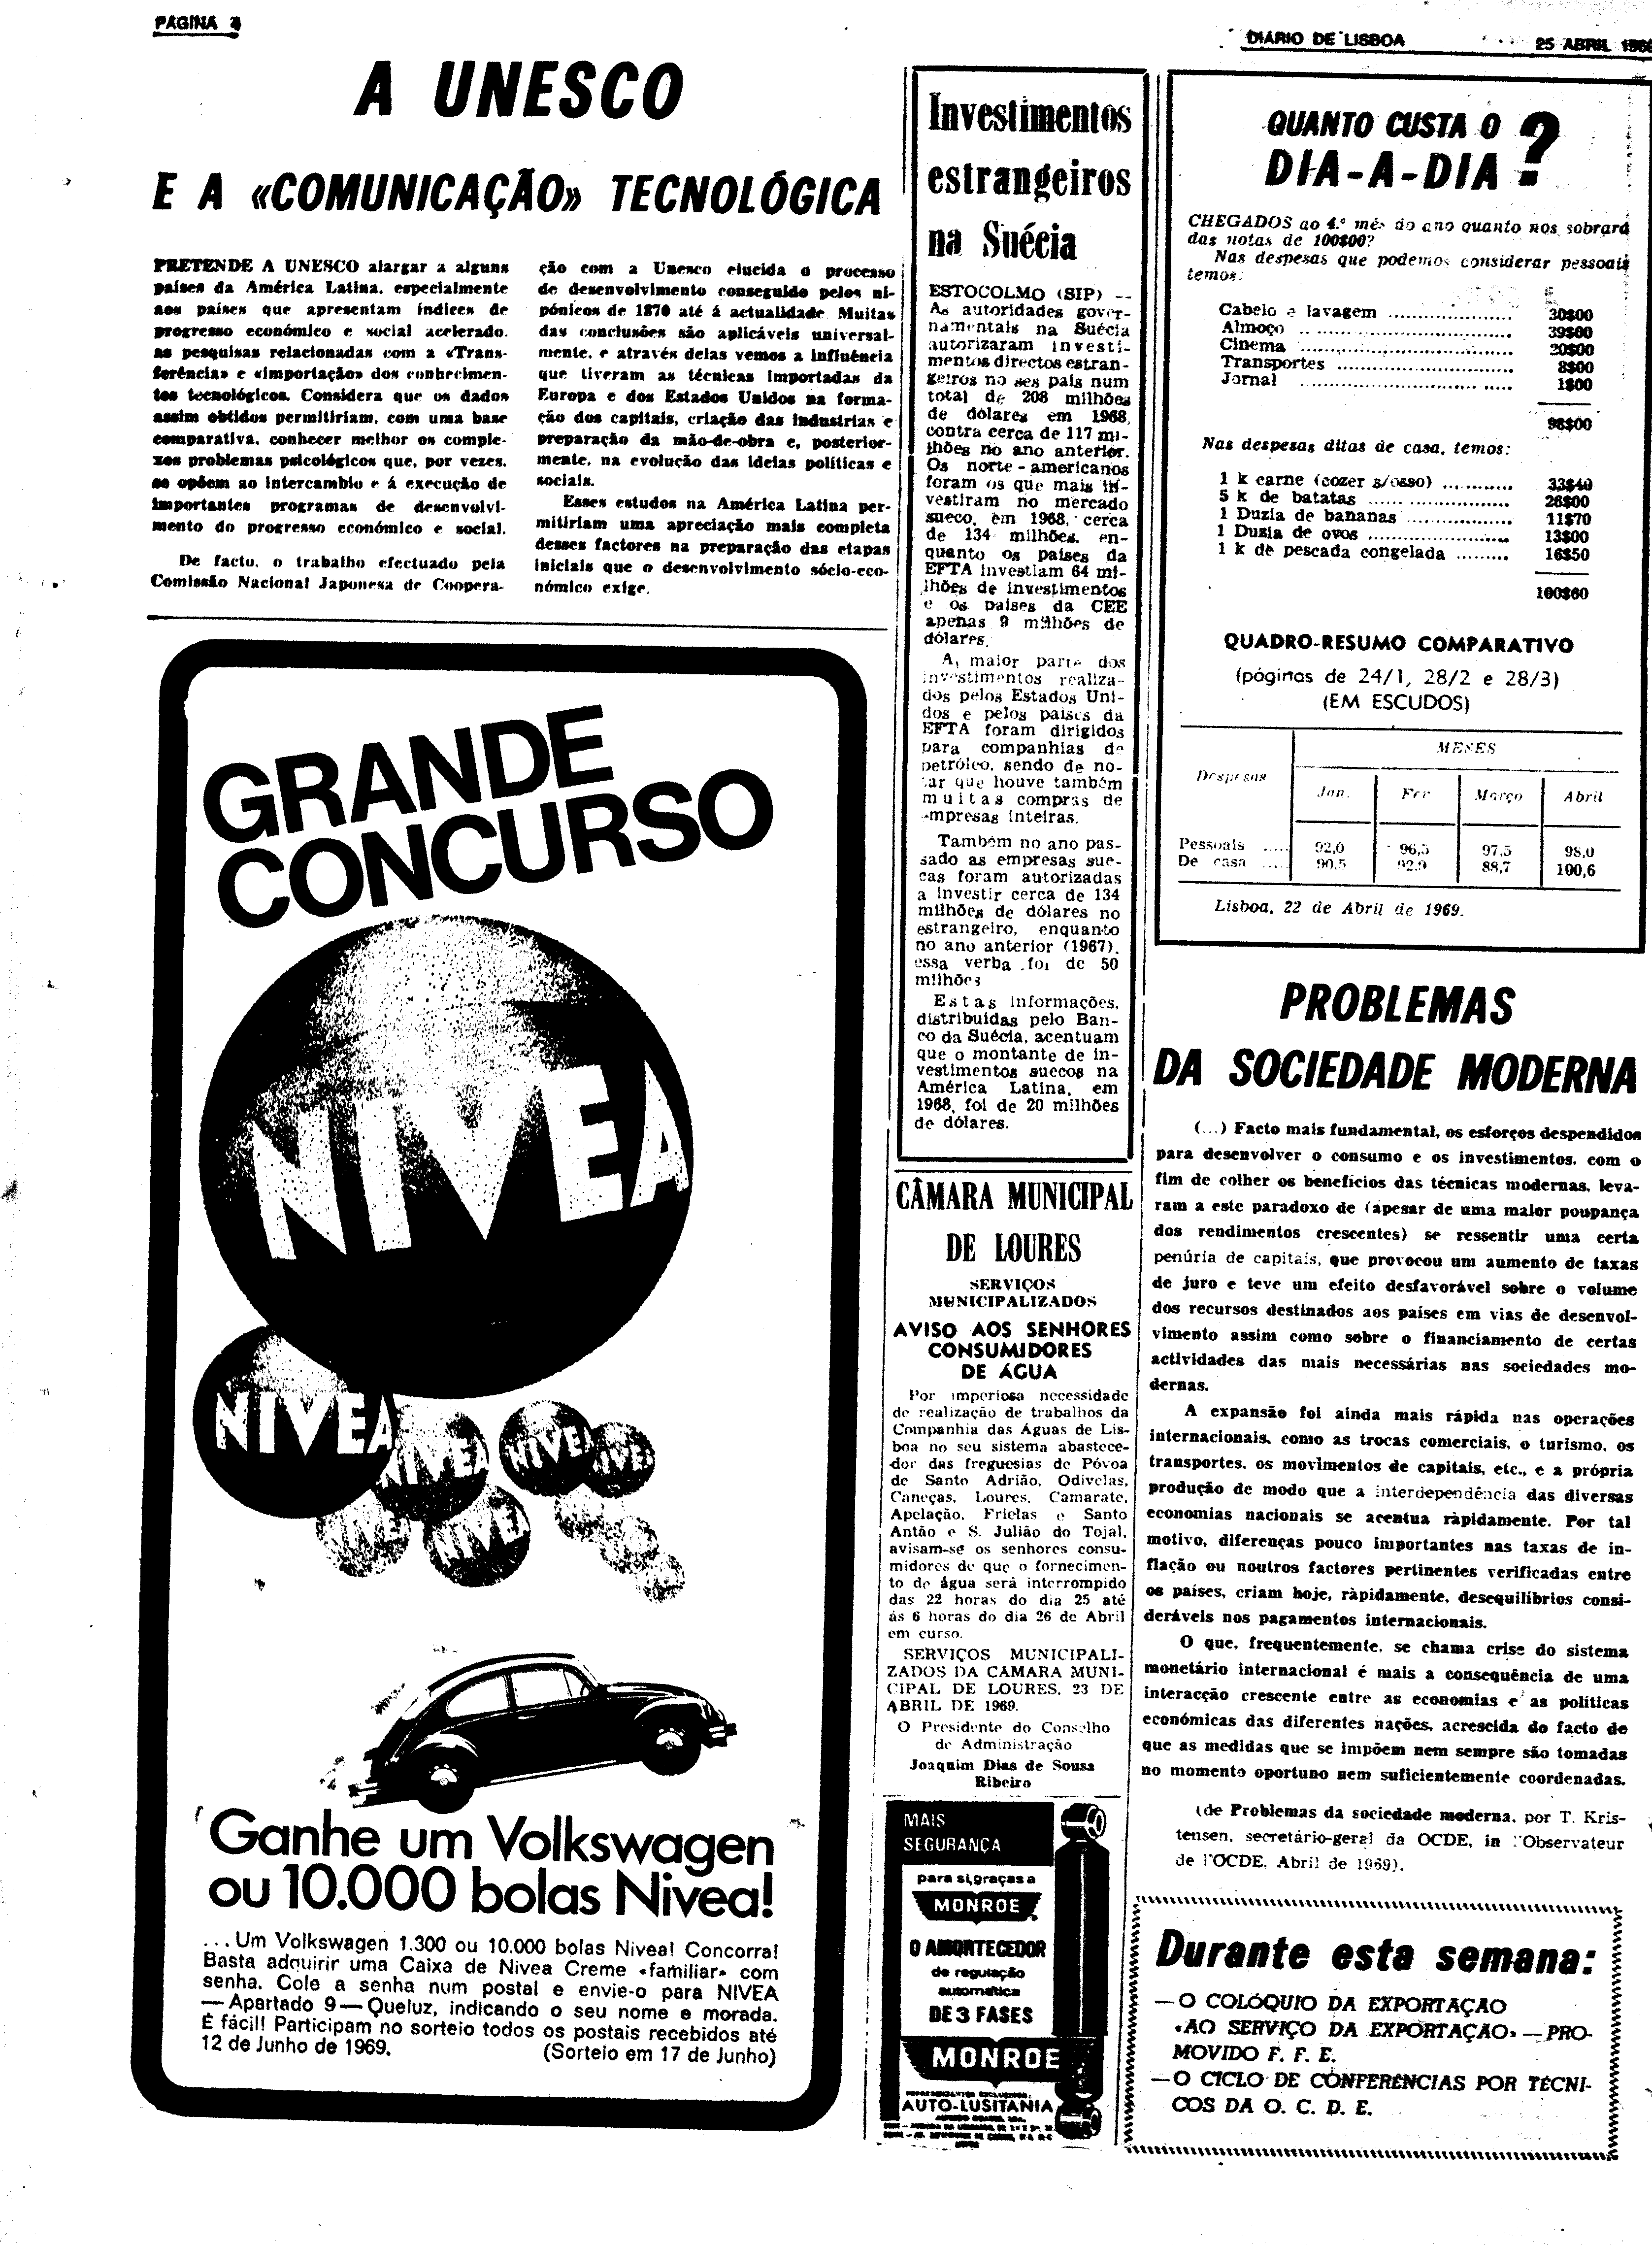 PÁGINA
DIÁRIO DE LISBOA
25 ABRIL
A UNESCO
E A «COMUNICAÇÃO» TECNOLÓGICA
PRETENDE A UNESCO alargar a alguns
países da América Latina, especialmente
aos países que apresentam índices de
progresso económico e social acelerado,
as pesquisas relacionadas com a «Trans-
ferência» e «importação» dos conhecimen-
tos tecnológicos. Considera que os dados
assim obtidos permitiriam, com uma base
comparativa, conhecer melhor os comple-
xos problemas psicológicos que, por vezes,
se opõem ao intercambio e á execução de
importantes programas de desenvolvi-
mento do progresso económico e social.
De facto, o trabalho efectuado pela
Comissão Nacional Japonesa de Coopera-
ção com a Unesco elucida o processo
de desenvolvimento conseguido pelos ni-
pónicos de 1870 até á actualidade. Muitas
das conclusões são aplicáveis universal-
mente, e através delas vemos a influência
que tiveram as técnicas importadas da
Europa e dos Estados Unidos na forma-
ção dos capitais, criação das industrias e
preparação da mão-de-obra e, posterior-
mente, na evolução das ideias políticas e
sociais.
Esses estudos na América Latina per-
mitiriam uma apreciação mais completa
desses factores na preparação das etapas
iniciais que o desenvolvimento sócio-eco-
nómico exige.
GRANDE
CONCURSO
NIVEA
NIVEA
NIVEA
NIVEA
NIVEA
NIVEA
NIVEA
Ganhe um Volkswagen
ou 10.000 bolas Nivea!
...Um Volkswagen 1.300 ou 10.000 bolas Nivea! Concorra!
Basta adquirir uma Caixa de Nivea Creme «familiar» com
senha. Cole a senha num postal e envie-o para NIVEA
—Apartado 9—Queluz, indicando o seu nome e morada.
É fácil! Participam no sorteio todos os postais recebidos até
12 de Junho de 1969. (Sorteio em 17 de Junho)
Investimentos
estrangeiros
na Suécia
ESTOCOLMO (SIP) —
As autoridades gover-
namentais na Suécia
autorizaram investi-
mentos directos estran-
geiros no ses país num
total de 208 milhões
de dólares em 1968,
contra cerca de 117 mi-
lhões no ano anterior.
Os norte-americanos
foram os que mais in-
vestiram no mercado
sueco, em 1968, cerca
de 134 milhões, en-
quanto os países da
EFTA investiam 64 mi-
lhões de investimentos
e os países da CEE
apenas 9 milhões de
dólares.
A maior parte dos
investimentos realiza-
dos pelos Estados Uni-
dos e pelos países da
EFTA foram dirigidos
para companhias de
petróleo, sendo de no-
tar que houve também
muitas compras de
empresas inteiras.
Também no ano pas-
sado as empresas sue-
cas foram autorizadas
a investir cerca de 134
milhões de dólares no
estrangeiro, enquanto
no ano anterior (1967),
essa verba foi de 50
milhões
Estas informações,
distribuídas pelo Ban-
co da Suécia, acentuam
que o montante de in-
vestimentos suecos na
América Latina, em
1968, foi de 20 milhões
de dólares.
CÂMARA MUNICIPAL
DE LOURES
SERVIÇOS
MUNICIPALIZADOS
AVISO AOS SENHORES
CONSUMIDORES
DE ÁGUA
Por imperiosa necessidade
de realização de trabalhos da
Companhia das Águas de Lis-
boa no seu sistema abastece-
dor das freguesias de Póvoa
de Santo Adrião, Odivelas,
Caneças, Loures, Camarate,
Apelação, Frielas e Santo
Antão e S. Julião do Tojal,
avisam-se os senhores consu-
midores de que o fornecimen-
to de água será interrompido
das 22 horas do dia 25 até
ás 6 horas do dia 26 de Abril
em curso.
SERVIÇOS MUNICIPALI-
ZADOS DA CAMARA MUNI-
CIPAL DE LOURES, 23 DE
ABRIL DE 1969.
O Presidente do Conselho
de Administração
Joaquim Dias de Sousa
Ribeiro
MAIS
SEGURANÇA
para si, graças a
MONROE
O AMORTECEDOR
de regulação
automática
DE 3 FASES
MONROE
REPRESENTANTES EXCLUSIVOS:
AUTO-LUSITANIA
QUANTO CUSTA O
DIA-A-DIA ?
CHEGADOS ao 4.º mês do ano quanto nos sobrará
das notas de 100$00?
Nas despesas que podemos considerar pessoais
temos:
Cabelo e lavagem 30$00
Almoço 39$00
Cinema 20$00
Transportes 8$00
Jornal 1$00
98$00
Nas despesas ditas de casa, temos:
1 k carne (cozer s/osso) 33$40
5 k de batatas 26$00
1 Duzia de bananas 11$70
1 Duzia de ovos 13$00
1 k de pescada congelada 16$50
100$60
QUADRO-RESUMO COMPARATIVO
(páginas de 24/1, 28/2 e 28/3)
(EM ESCUDOS)
Despesas
MESES
Jan. Fev Março Abril
Pessoais 92,0 96,5 97,5 98,0
De casa 90,5 92,9 88,7 100,6
Lisboa, 22 de Abril de 1969.
PROBLEMAS
DA SOCIEDADE MODERNA
(...) Facto mais fundamental, os esforços despendidos
para desenvolver o consumo e os investimentos, com o
fim de colher os benefícios das técnicas modernas, leva-
ram a este paradoxo de (apesar de uma maior poupança
dos rendimentos crescentes) se ressentir uma certa
penúria de capitais, que provocou um aumento de taxas
de juro e teve um efeito desfavorável sobre o volume
dos recursos destinados aos países em vias de desenvol-
vimento assim como sobre o financiamento de certas
actividades das mais necessárias nas sociedades mo-
dernas.
A expansão foi ainda mais rápida nas operações
internacionais, como as trocas comerciais, o turismo, os
transportes, os movimentos de capitais, etc., e a própria
produção de modo que a interdependência das diversas
economias nacionais se acentua ràpidamente. Por tal
motivo, diferenças pouco importantes nas taxas de in-
flação ou noutros factores pertinentes verificadas entre
os países, criam hoje, ràpidamente, desequilíbrios consi-
deráveis nos pagamentos internacionais.
O que, frequentemente, se chama crise do sistema
monetário internacional é mais a consequência de uma
interacção crescente entre as economias e as políticas
económicas das diferentes nações, acrescida do facto de
que as medidas que se impõem nem sempre são tomadas
no momento oportuno nem suficientemente coordenadas.
(de Problemas da sociedade moderna, por T. Kris-
tensen, secretário-geral da OCDE, in l'Observateur
de l'OCDE, Abril de 1969).
Durante esta semana:
—O COLÓQUIO DA EXPORTAÇÃO
«AO SERVIÇO DA EXPORTAÇÃO»—PRO-
MOVIDO F. F. E.
—O CICLO DE CONFERÊNCIAS POR TÉCNI-
COS DA O. C. D. E.